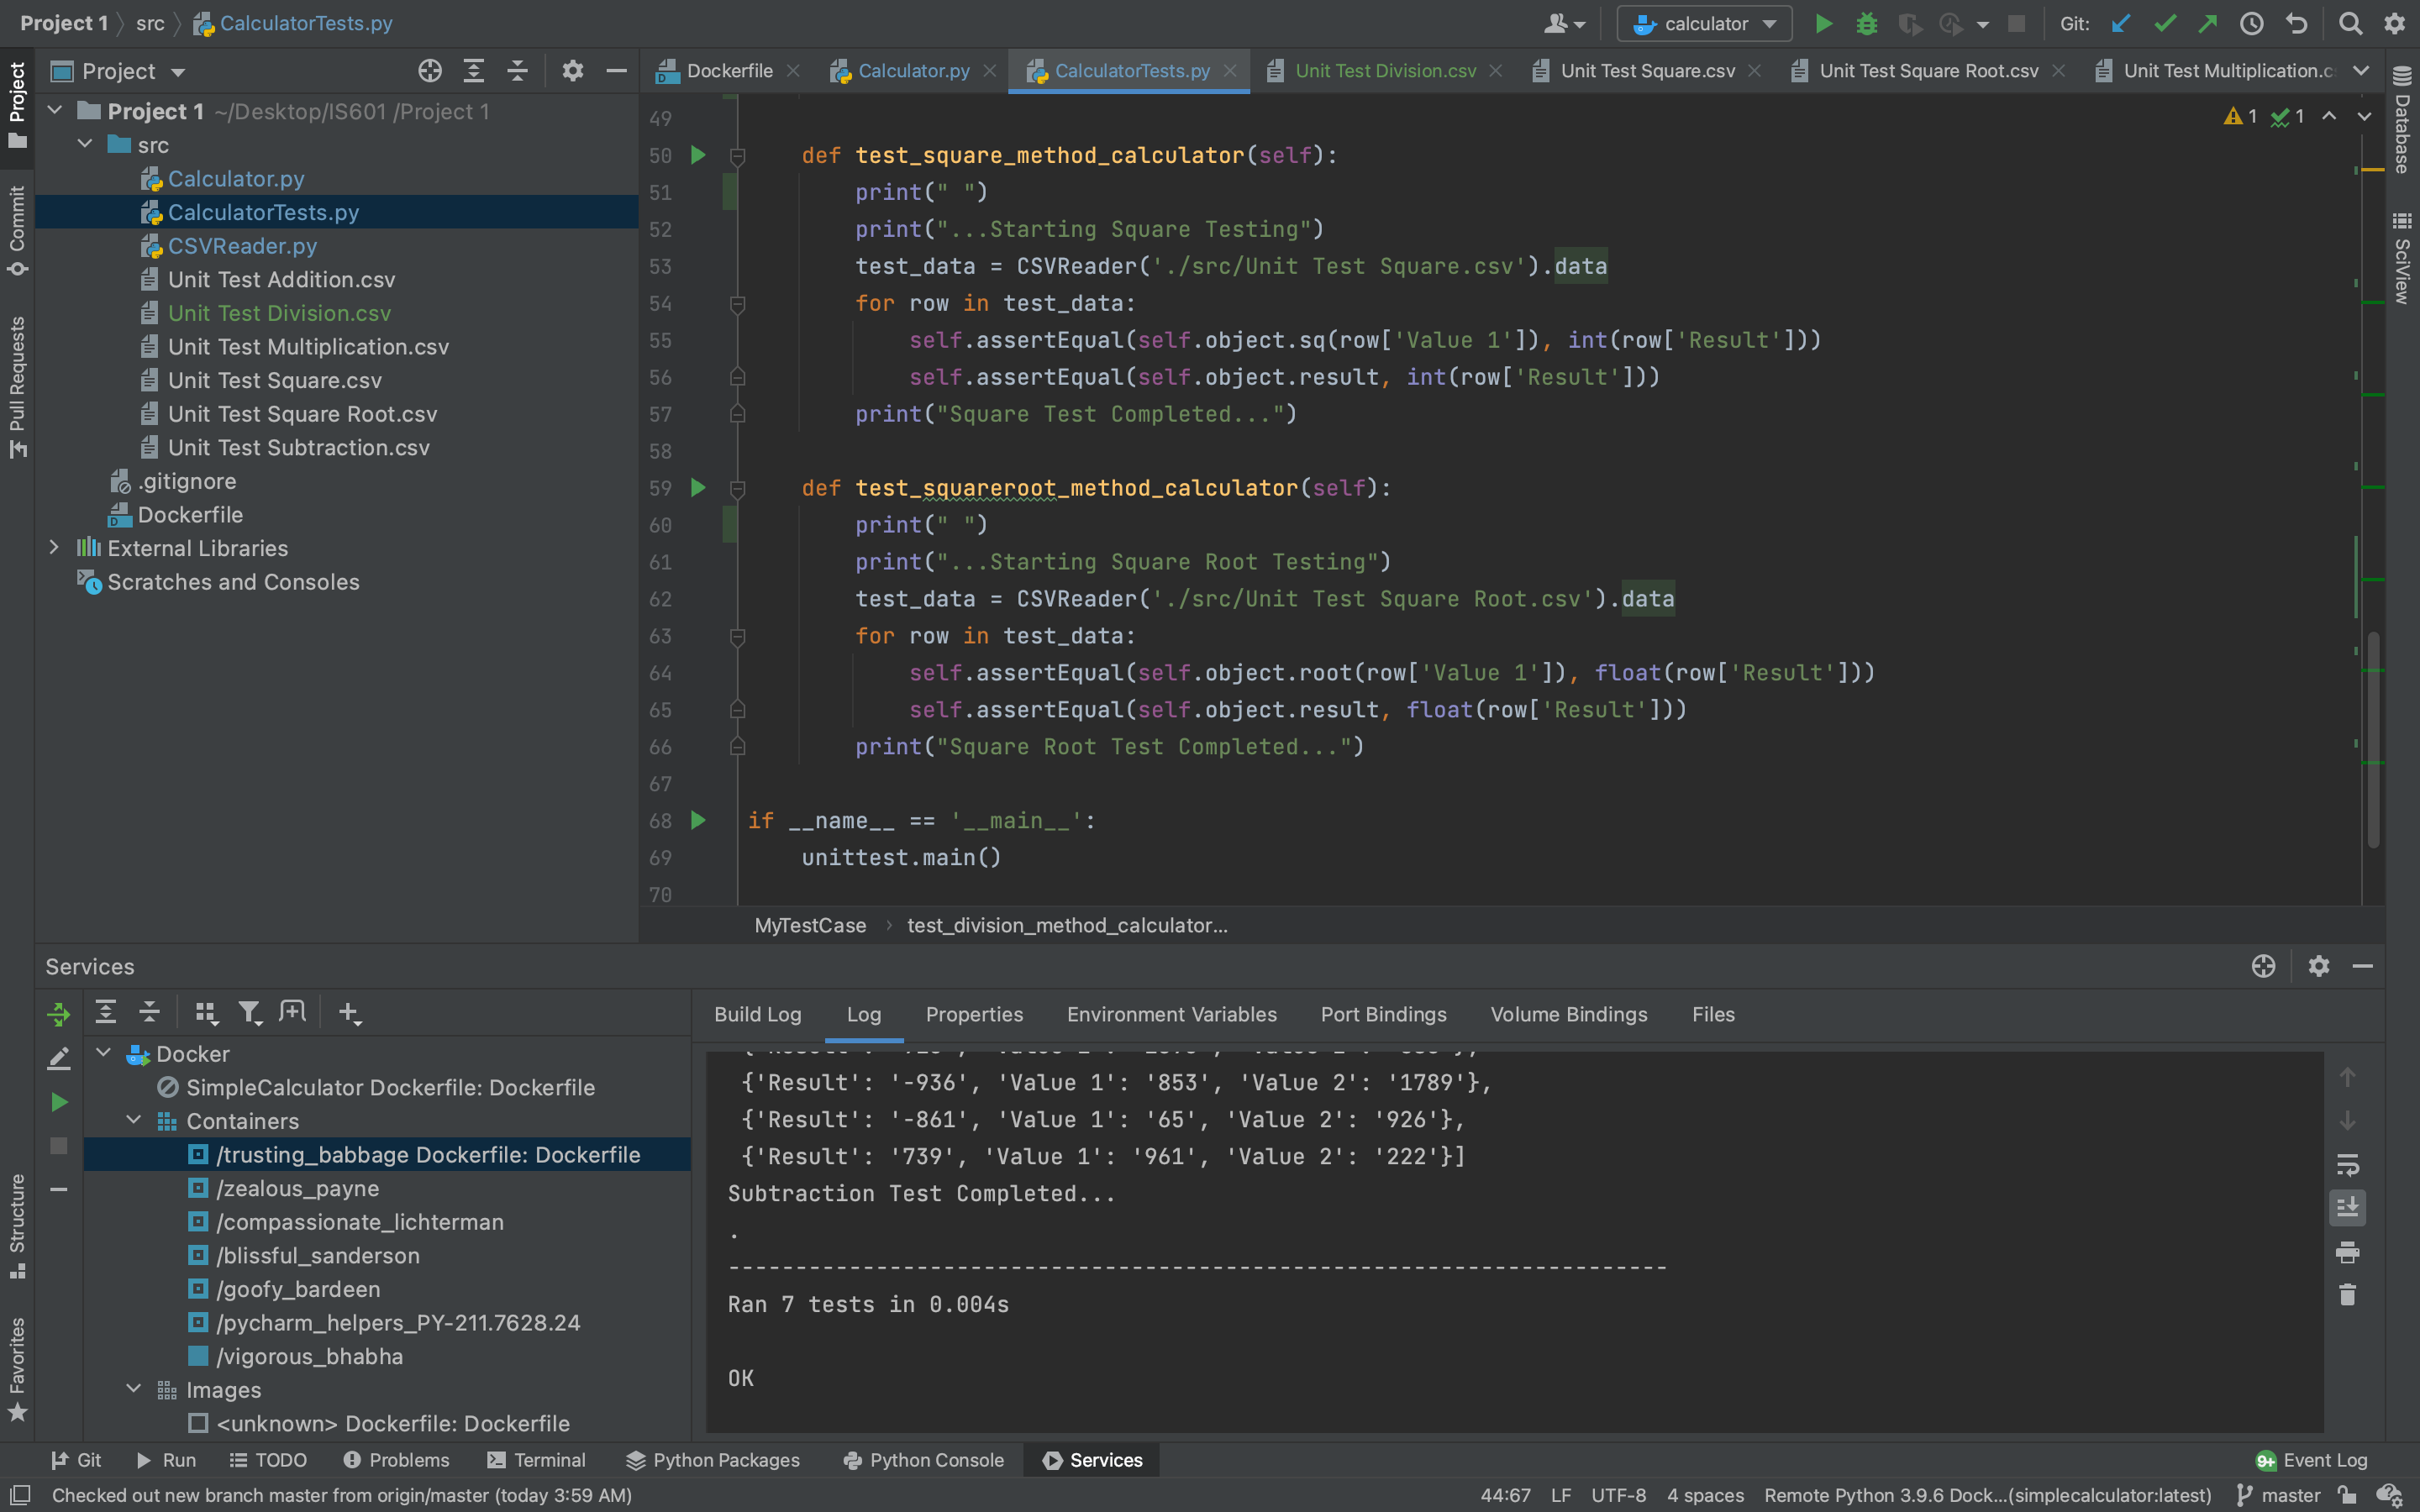 Project 1 src CalculatorTests.py
calculator
Git:
Project
Dockerfile
Calculator.py
CalculatorTests.py
Unit Test Division.csv
Unit Test Square.csv
Unit Test Square Root.csv
Unit Test Multiplication.c
Project
Commit
Pull Requests
Structure
Favorites
Project 1 ~/Desktop/IS601 /Project 1
src
Calculator.py
CalculatorTests.py
CSVReader.py
Unit Test Addition.csv
Unit Test Division.csv
Unit Test Multiplication.csv
Unit Test Square.csv
Unit Test Square Root.csv
Unit Test Subtraction.csv
.gitignore
Dockerfile
External Libraries
Scratches and Consoles
1 1
Database
SciView
49
50 def test_square_method_calculator(self):
51 print(" ")
52 print("...Starting Square Testing")
53 test_data = CSVReader('./src/Unit Test Square.csv').data
54 for row in test_data:
55 self.assertEqual(self.object.sq(row['Value 1']), int(row['Result']))
56 self.assertEqual(self.object.result, int(row['Result']))
57 print("Square Test Completed...")
58
59 def test_squareroot_method_calculator(self):
60 print(" ")
61 print("...Starting Square Root Testing")
62 test_data = CSVReader('./src/Unit Test Square Root.csv').data
63 for row in test_data:
64 self.assertEqual(self.object.root(row['Value 1']), float(row['Result']))
65 self.assertEqual(self.object.result, float(row['Result']))
66 print("Square Root Test Completed...")
67
68 if __name__ == '__main__':
69 unittest.main()
70
MyTestCase test_division_method_calculator...
Services
Docker
SimpleCalculator Dockerfile: Dockerfile
Containers
/trusting_babbage Dockerfile: Dockerfile
/zealous_payne
/compassionate_lichterman
/blissful_sanderson
/goofy_bardeen
/pycharm_helpers_PY-211.7628.24
/vigorous_bhabha
Images
<unknown> Dockerfile: Dockerfile
Build Log Log Properties Environment Variables Port Bindings Volume Bindings Files
{'Result': '-936', 'Value 1': '853', 'Value 2': '1789'},
{'Result': '-861', 'Value 1': '65', 'Value 2': '926'},
{'Result': '739', 'Value 1': '961', 'Value 2': '222'}]
Subtraction Test Completed...
.
----------------------------------------------------------------------
Ran 7 tests in 0.004s
OK
Git Run TODO Problems Terminal Python Packages Python Console Services 9+ Event Log
Checked out new branch master from origin/master (today 3:59 AM) 44:67 LF UTF-8 4 spaces Remote Python 3.9.6 Dock...(simplecalculator:latest) master